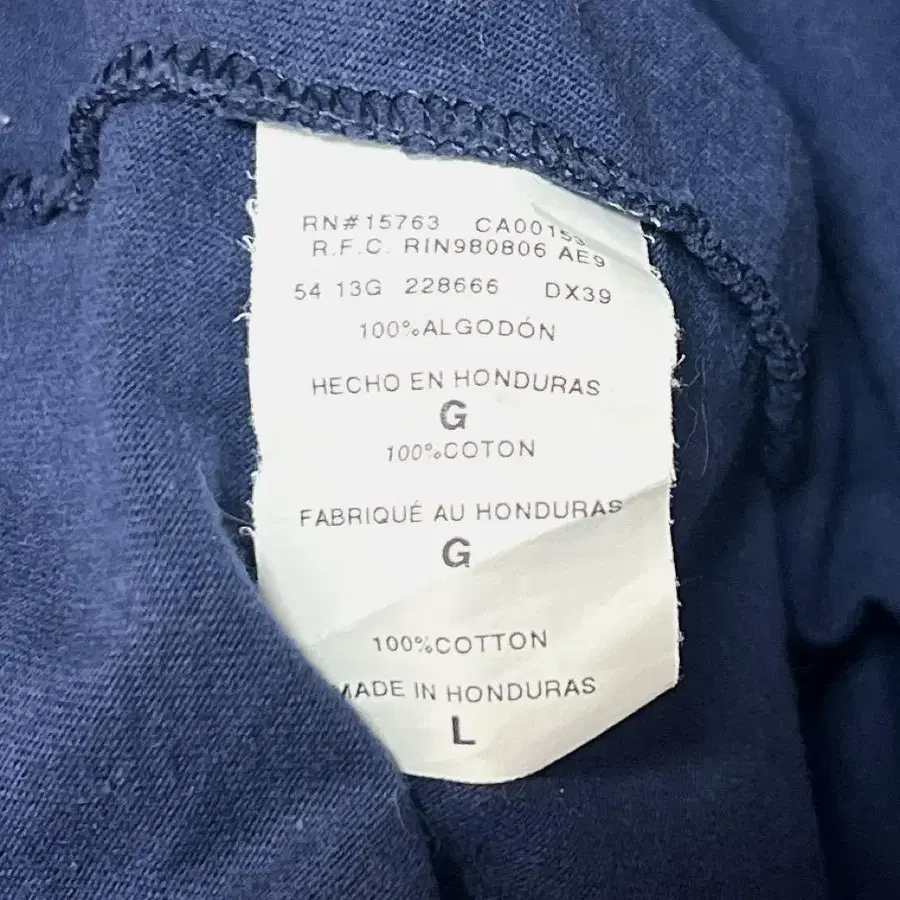 RN#15763 CA00153
R.F.C. RIN980806 AE9
54 13G 228666 DX39
100%ALGODÓN
HECHO EN HONDURAS
G
100%COTON
FABRIQUÉ AU HONDURAS
G
100%COTTON
MADE IN HONDURAS
L